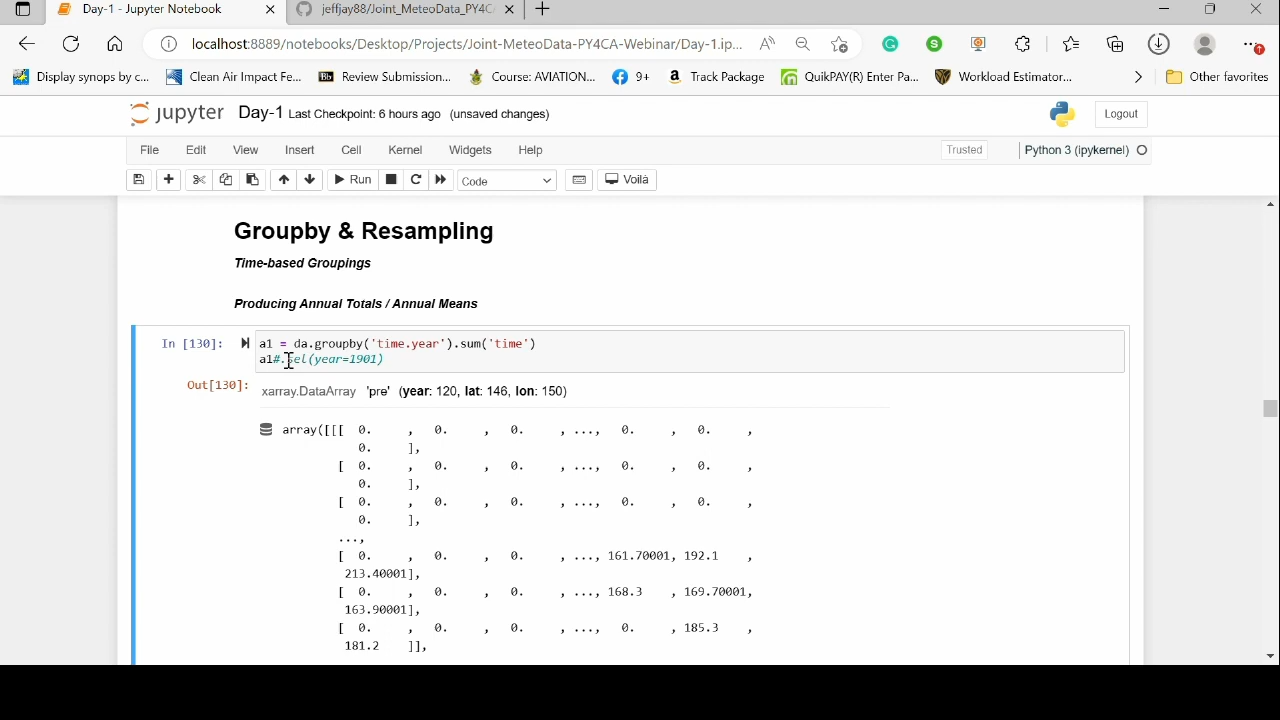 Day-1 - Jupyter Notebook
jeffjay88/Joint_MeteoData_PY4C
localhost:8889/notebooks/Desktop/Projects/Joint-MeteoData-PY4CA-Webinar/Day-1.ip...
Display synops by c... Clean Air Impact Fe... Bb Review Submission... Course: AVIATION... 9+ Track Package QuikPAY(R) Enter Pa... Workload Estimator... Other favorites
jupyter Day-1 Last Checkpoint: 6 hours ago (unsaved changes) Logout
File Edit View Insert Cell Kernel Widgets Help Trusted Python 3 (ipykernel)
Run Code Voilà
Groupby & Resampling
Time-based Groupings
Producing Annual Totals / Annual Means
In [130]: a1 = da.groupby('time.year').sum('time')
a1#.sel(year=1901)
Out[130]: xarray.DataArray 'pre' (year: 120, lat: 146, lon: 150)
array([[[ 0. , 0. , 0. , ..., 0. , 0. ,
0. ],
[ 0. , 0. , 0. , ..., 0. , 0. ,
0. ],
[ 0. , 0. , 0. , ..., 0. , 0. ,
0. ],
...,
[ 0. , 0. , 0. , ..., 161.70001, 192.1 ,
213.40001],
[ 0. , 0. , 0. , ..., 168.3 , 169.70001,
163.90001],
[ 0. , 0. , 0. , ..., 0. , 185.3 ,
181.2 ]],